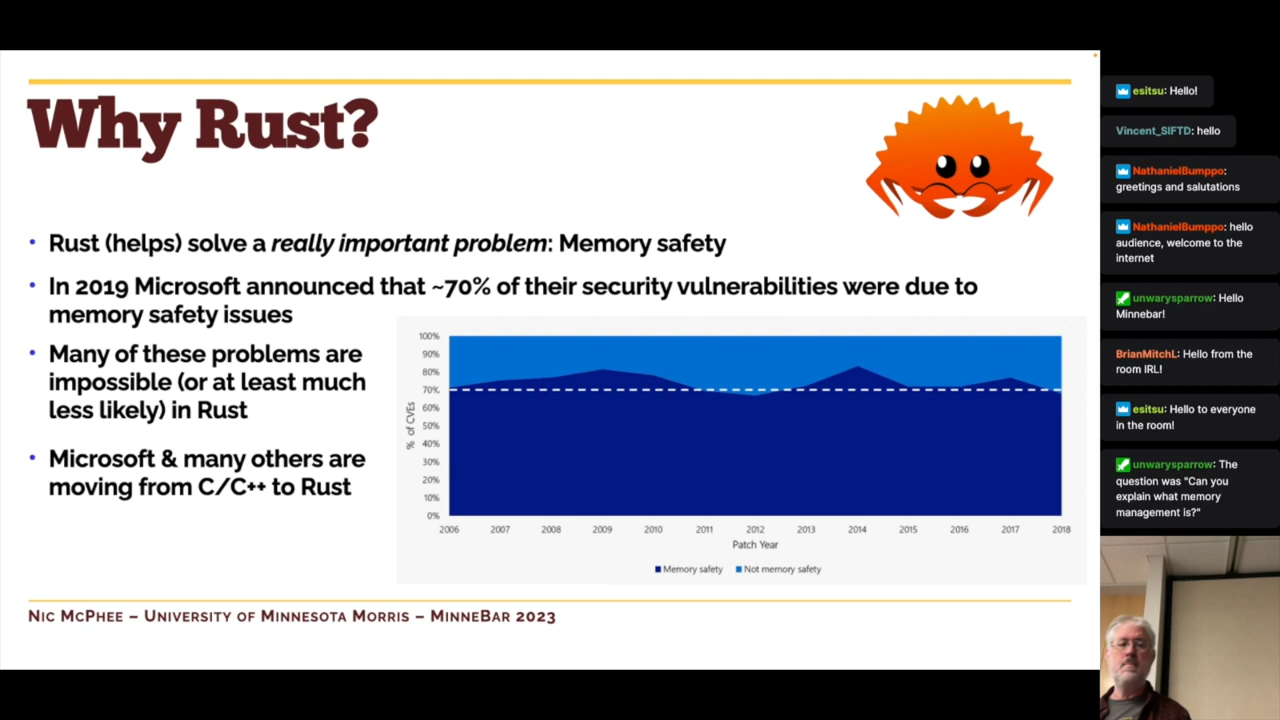 Why Rust?
• Rust (helps) solve a really important problem: Memory safety
• In 2019 Microsoft announced that ~70% of their security vulnerabilities were due to
memory safety issues
• Many of these problems are
impossible (or at least much
less likely) in Rust
• Microsoft & many others are
moving from C/C++ to Rust
% of CVEs
100%
90%
80%
70%
60%
50%
40%
30%
20%
10%
0%
2006 2007 2008 2009 2010 2011 2012 2013 2014 2015 2016 2017 2018
Patch Year
Memory safety Not memory safety
Nic McPhee – University of Minnesota Morris – MinneBar 2023
esitsu: Hello!
Vincent_SIFTD: hello
NathanielBumppo:
greetings and salutations
NathanielBumppo: hello
audience, welcome to the
internet
unwarysparrow: Hello
Minnebar!
BrianMitchL: Hello from the
room IRL!
esitsu: Hello to everyone
in the room!
unwarysparrow: The
question was "Can you
explain what memory
management is?"